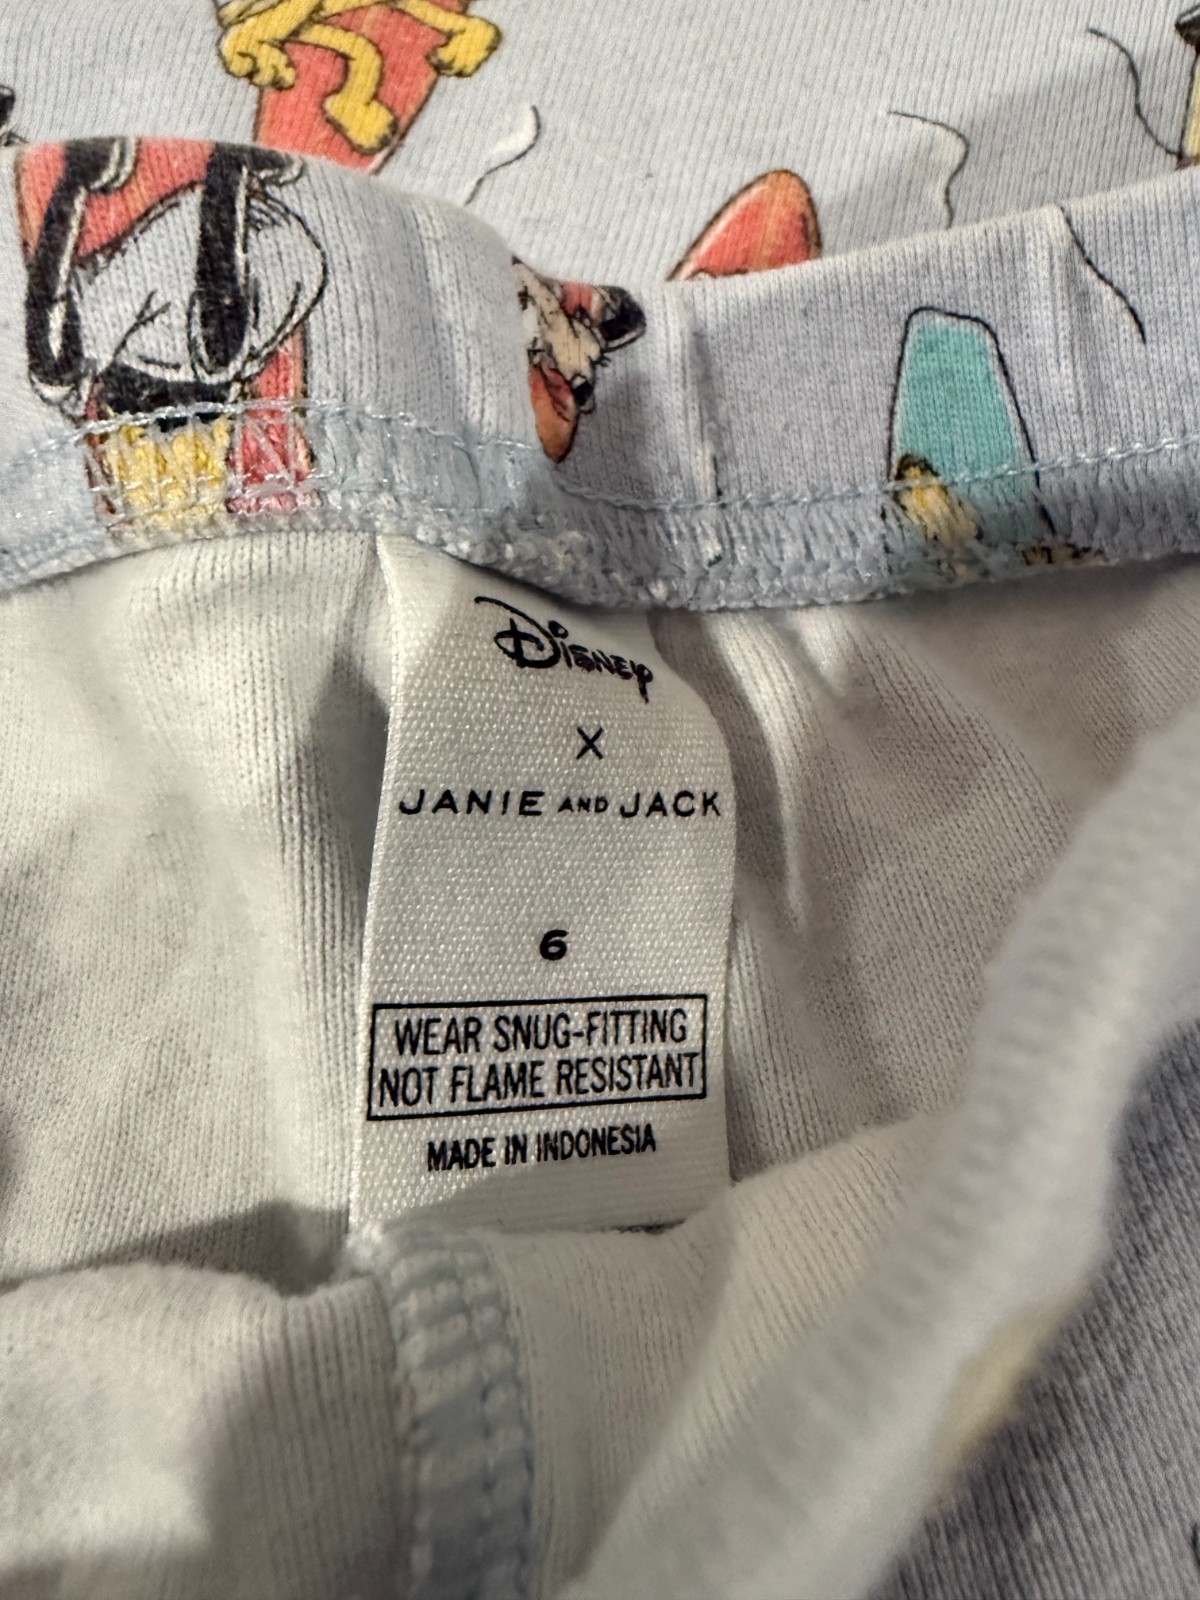 Disney
X
JANIE AND JACK
6
WEAR SNUG-FITTING
NOT FLAME RESISTANT
MADE IN INDONESIA